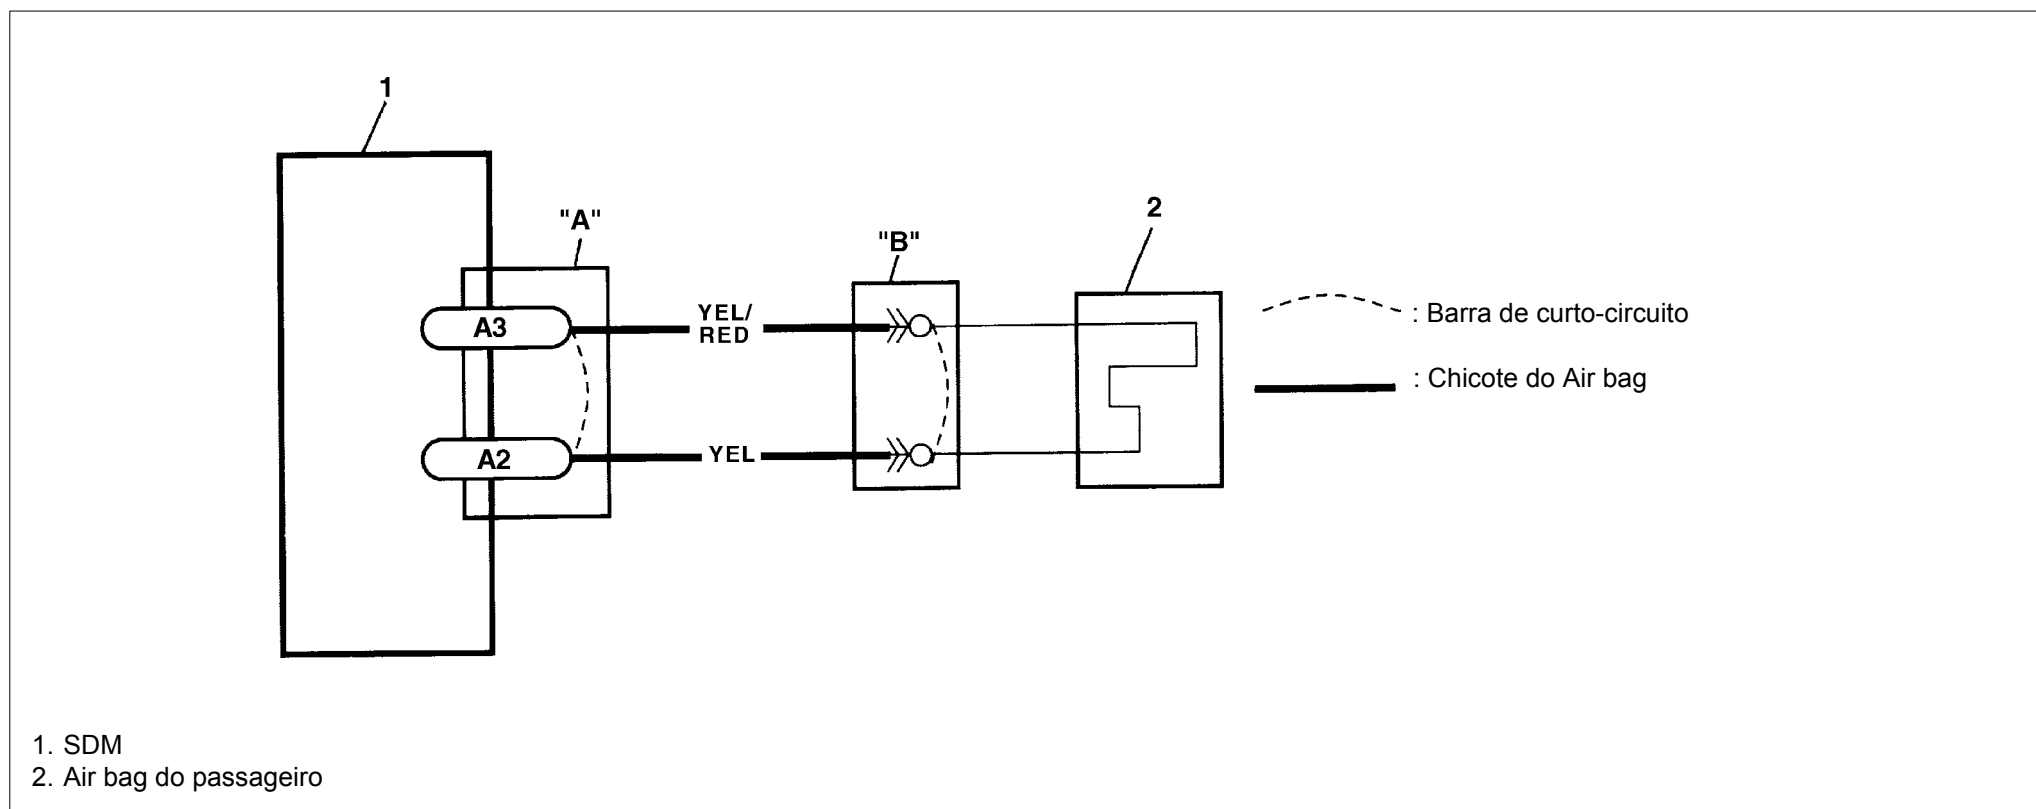 1
"A"
"B"
2
A3
YEL/
RED
: Barra de curto-circuito
: Chicote do Air bag
A2
YEL
1. SDM
2. Air bag do passageiro